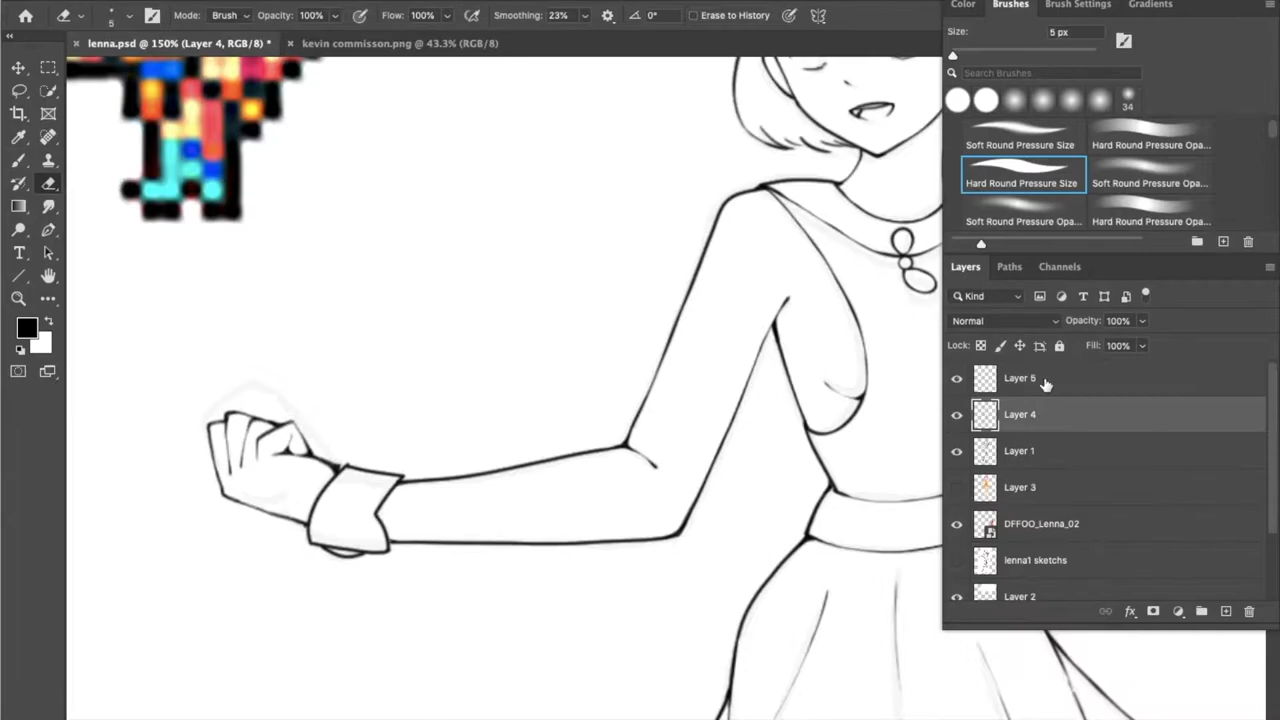 Mode: Brush Opacity: 100% Flow: 100% Smoothing: 23% 0° Erase to History
5
lenna.psd @ 150% (Layer 4, RGB/8) * kevin commisson.png @ 43.3% (RGB/8)
Color Brushes Brush Settings Gradients
Size: 5 px
Search Brushes
34
Soft Round Pressure Size Hard Round Pressure Opa...
Hard Round Pressure Size Soft Round Pressure Opa...
Soft Round Pressure Opa... Hard Round Pressure Opa...
Layers Paths Channels
Kind
Normal Opacity: 100%
Lock: Fill: 100%
Layer 5
Layer 4
Layer 1
Layer 3
DFFOO_Lenna_02
lenna1 sketchs
Layer 2
fx